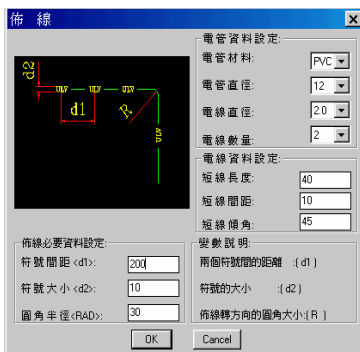 佈 線
電管資料設定:
電管材料: PVC
電管直徑: 12
電線直徑: 2.0
電線數量: 2
d2
d1
R
電線資料設定:
短線長度: 40
短線間距: 10
短線傾角: 45
佈線必要資料設定:
符號間距<d1>: 200
符號大小<d2>: 10
圓角半徑<RAD>: 30
變數說明:
兩個符號間的距離 :( d1 )
符號的大小 :( d2 )
佈線轉方向的圓角大小:( R )
OK Cancel